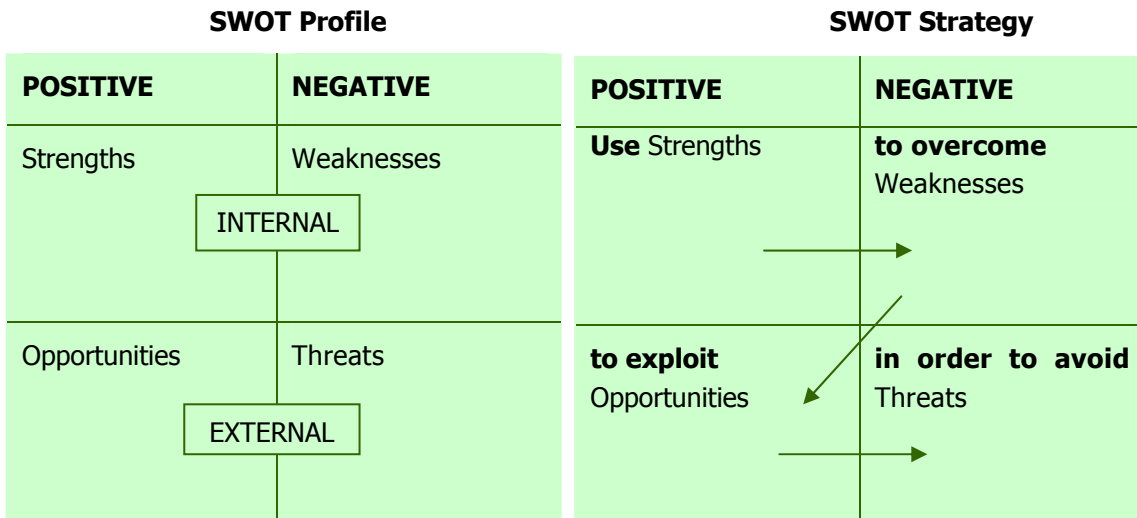 SWOT Profile
POSITIVE
NEGATIVE
Strengths
Weaknesses
INTERNAL
Opportunities
Threats
EXTERNAL
SWOT Strategy
POSITIVE
NEGATIVE
Use Strengths
to overcome
Weaknesses
to exploit
Opportunities
in order to avoid
Threats